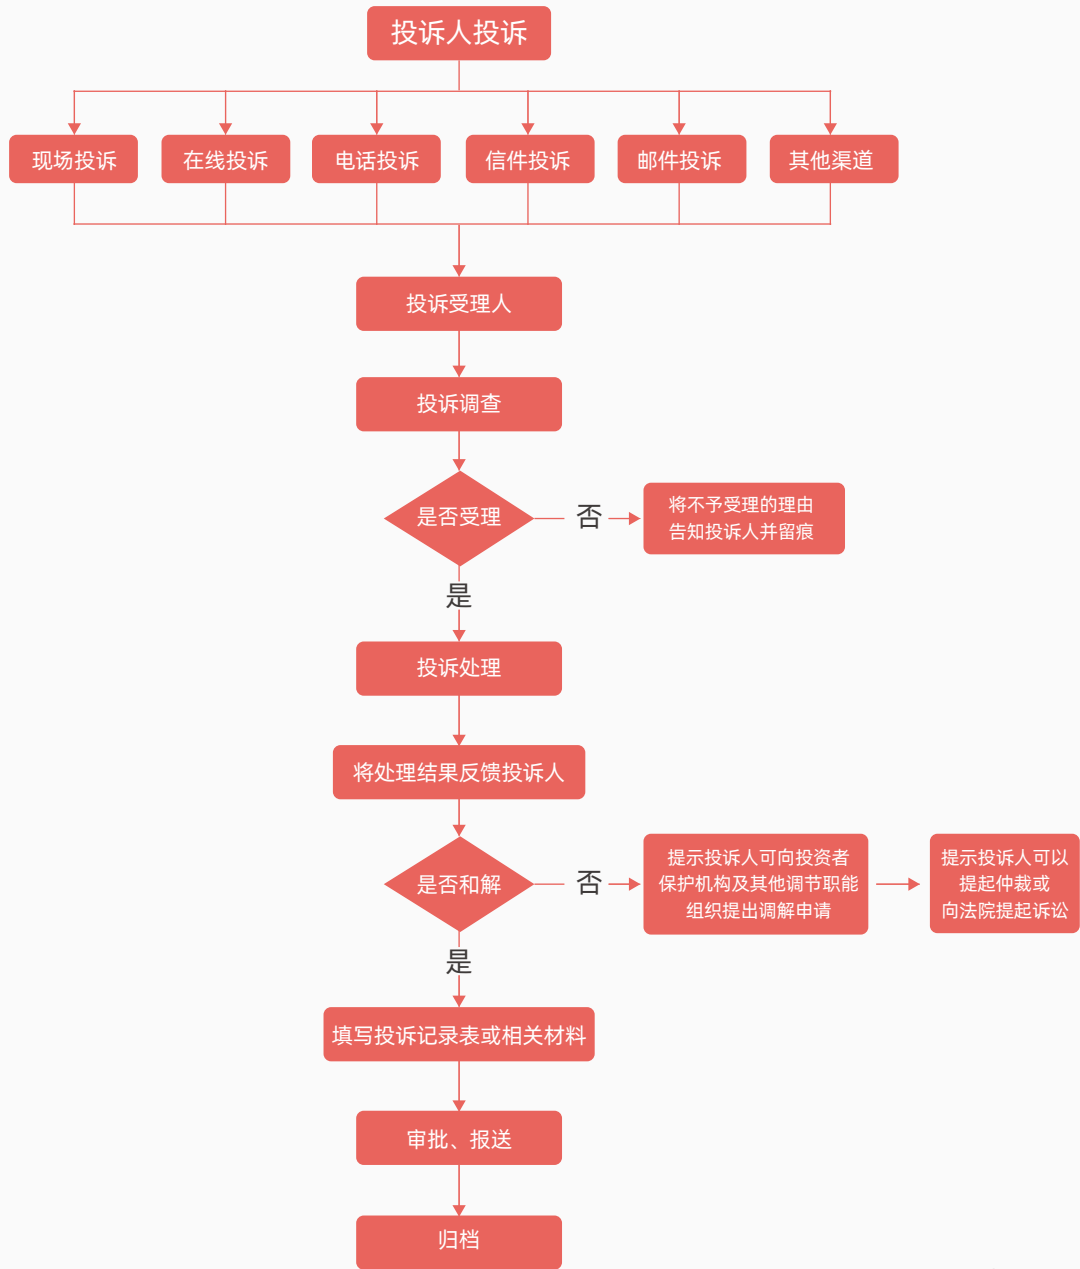 投诉人投诉
现场投诉
在线投诉
电话投诉
信件投诉
邮件投诉
其他渠道
投诉受理人
投诉调查
是否受理
否
将不予受理的理由
告知投诉人并留痕
是
投诉处理
将处理结果反馈投诉人
是否和解
否
提示投诉人可向投资者
保护机构及其他调节职能
组织提出调解申请
提示投诉人可以
提起仲裁或
向法院提起诉讼
是
填写投诉记录表或相关材料
审批、报送
归档